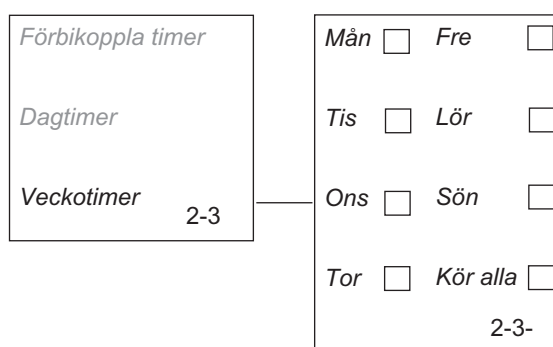 Förbikoppla timer
Dagtimer
Veckotimer
2-3
Mån Fre
Tis Lör
Ons Sön
Tor Kör alla
2-3-